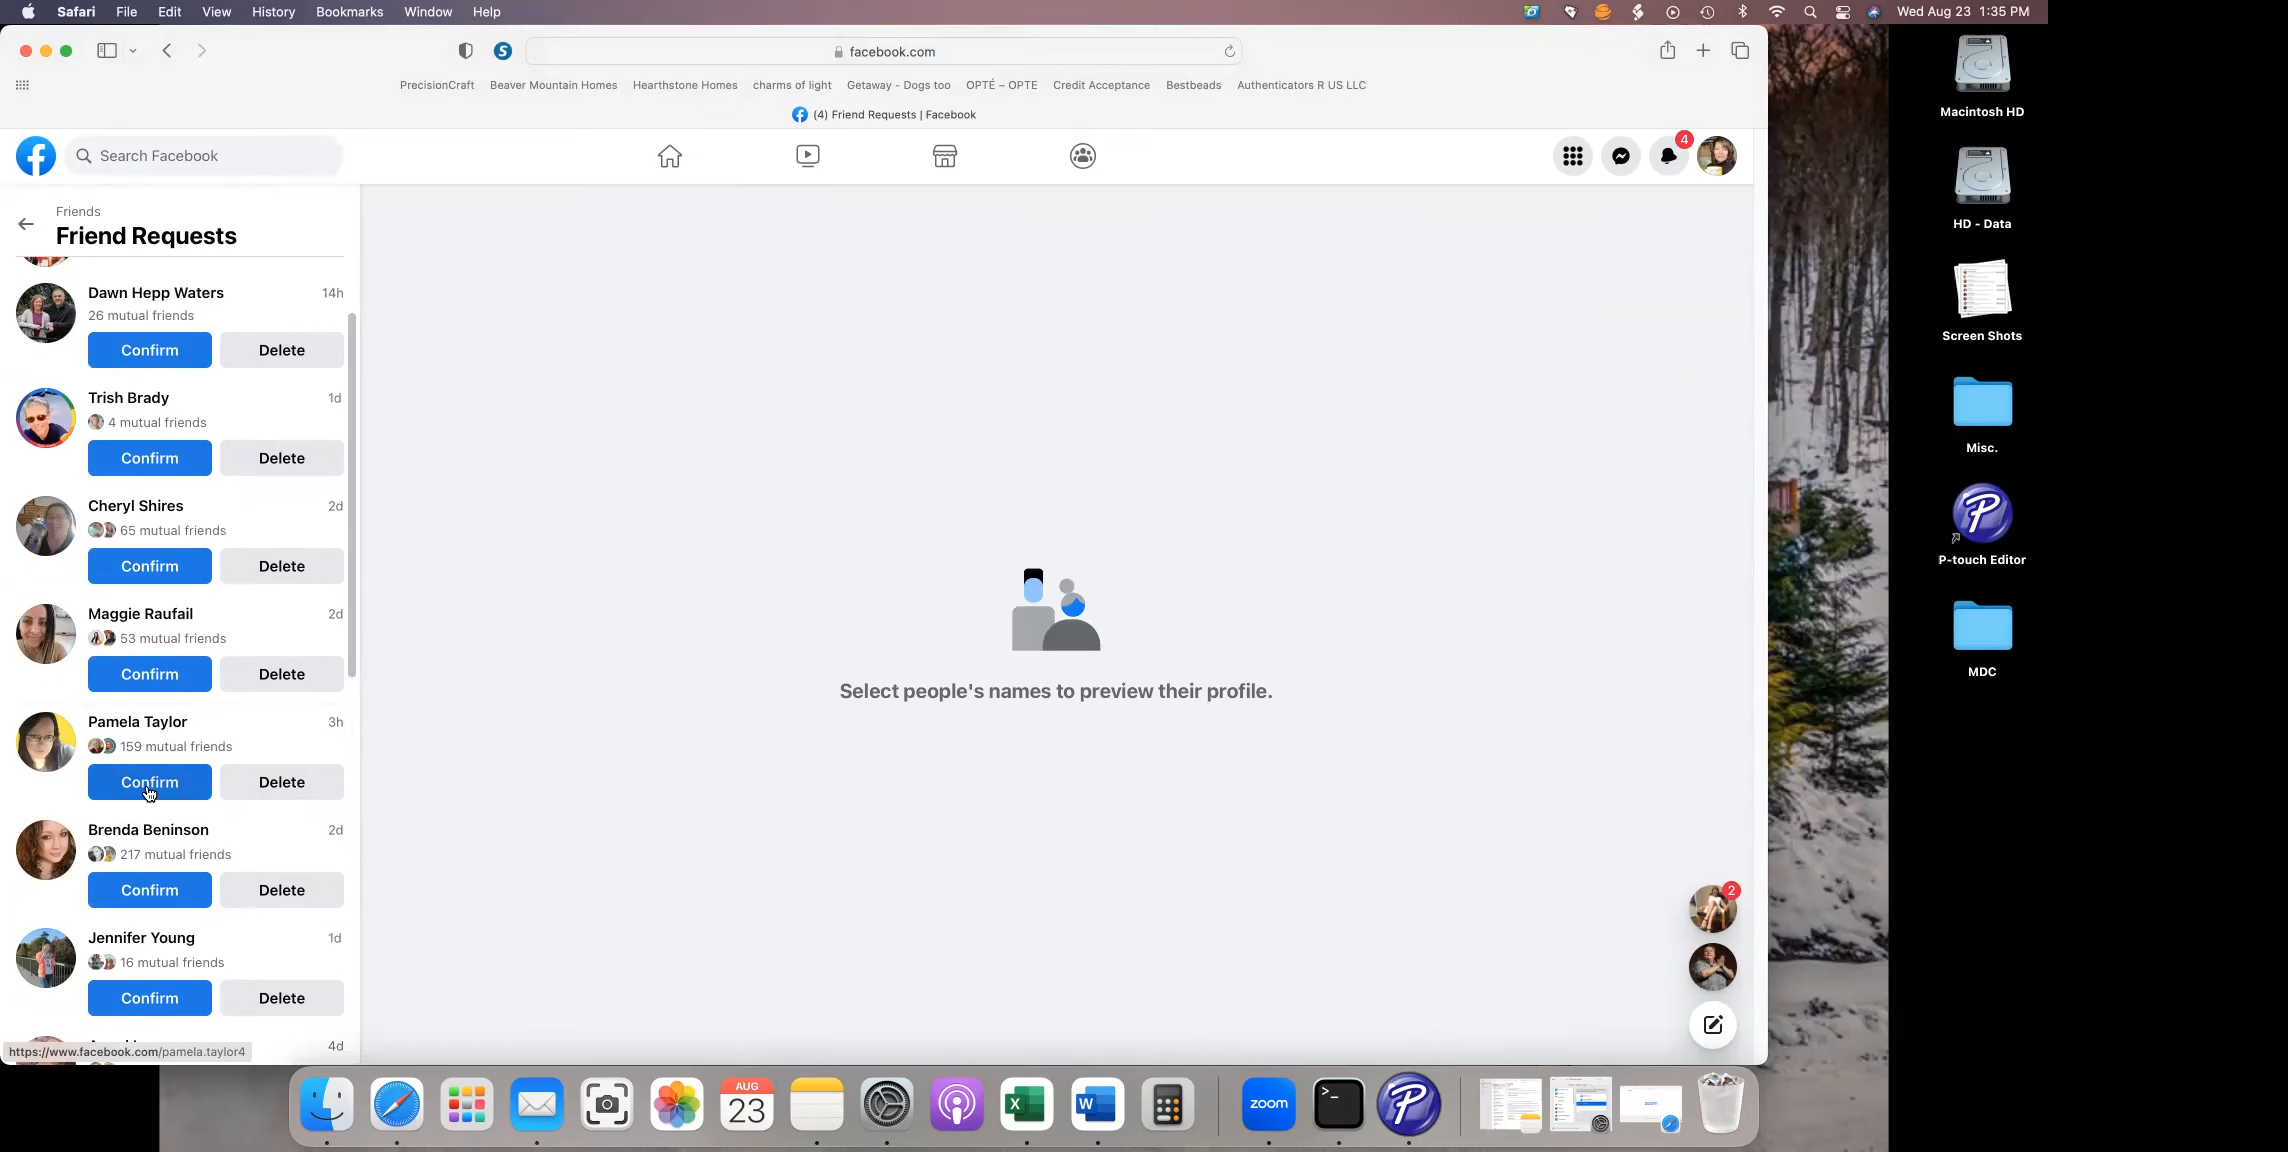 Safari File Edit View History Bookmarks Window Help Wed Aug 23 1:35 PM
facebook.com
PrecisionCraft Beaver Mountain Homes Hearthstone Homes charms of light Getaway - Dogs too OPTÉ – OPTE Credit Acceptance Bestbeads Authenticators R US LLC
(4) Friend Requests | Facebook
Search Facebook
4
Friends
Friend Requests
Dawn Hepp Waters 14h
26 mutual friends
Confirm Delete
Trish Brady 1d
4 mutual friends
Confirm Delete
Cheryl Shires 2d
65 mutual friends
Confirm Delete
Maggie Raufail 2d
53 mutual friends
Confirm Delete
Pamela Taylor 3h
159 mutual friends
Confirm Delete
Brenda Beninson 2d
217 mutual friends
Confirm Delete
Jennifer Young 1d
16 mutual friends
Confirm Delete
4d
https://www.facebook.com/pamela.taylor4
Select people's names to preview their profile.
2
Macintosh HD
HD - Data
Screen Shots
Misc.
P-touch Editor
MDC
AUG
23
zoom